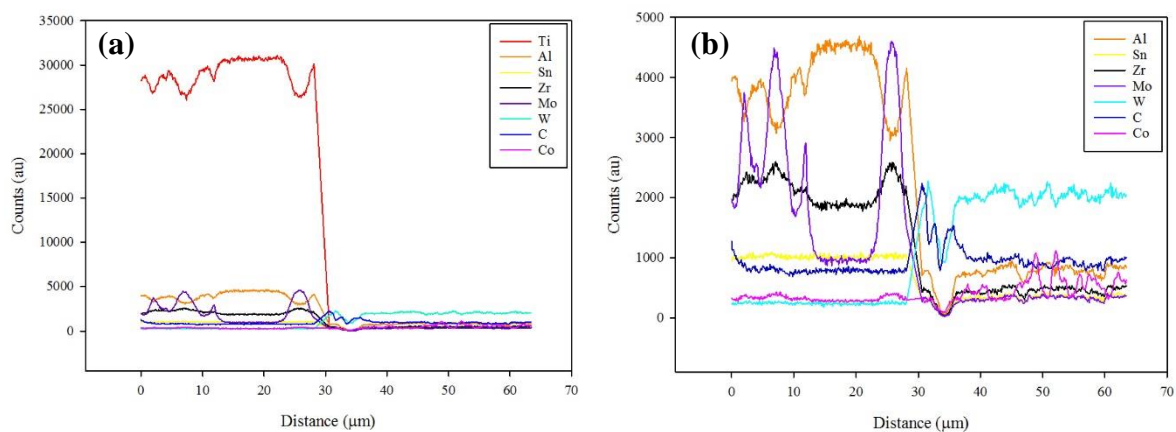 (a)
35000
30000
25000
20000
15000
10000
5000
0
Counts (au)
Ti
Al
Sn
Zr
Mo
W
C
Co
0 10 20 30 40 50 60 70
Distance (μm)
(b)
5000
4000
3000
2000
1000
0
Counts (au)
Al
Sn
Zr
Mo
W
C
Co
0 10 20 30 40 50 60 70
Distance (μm)